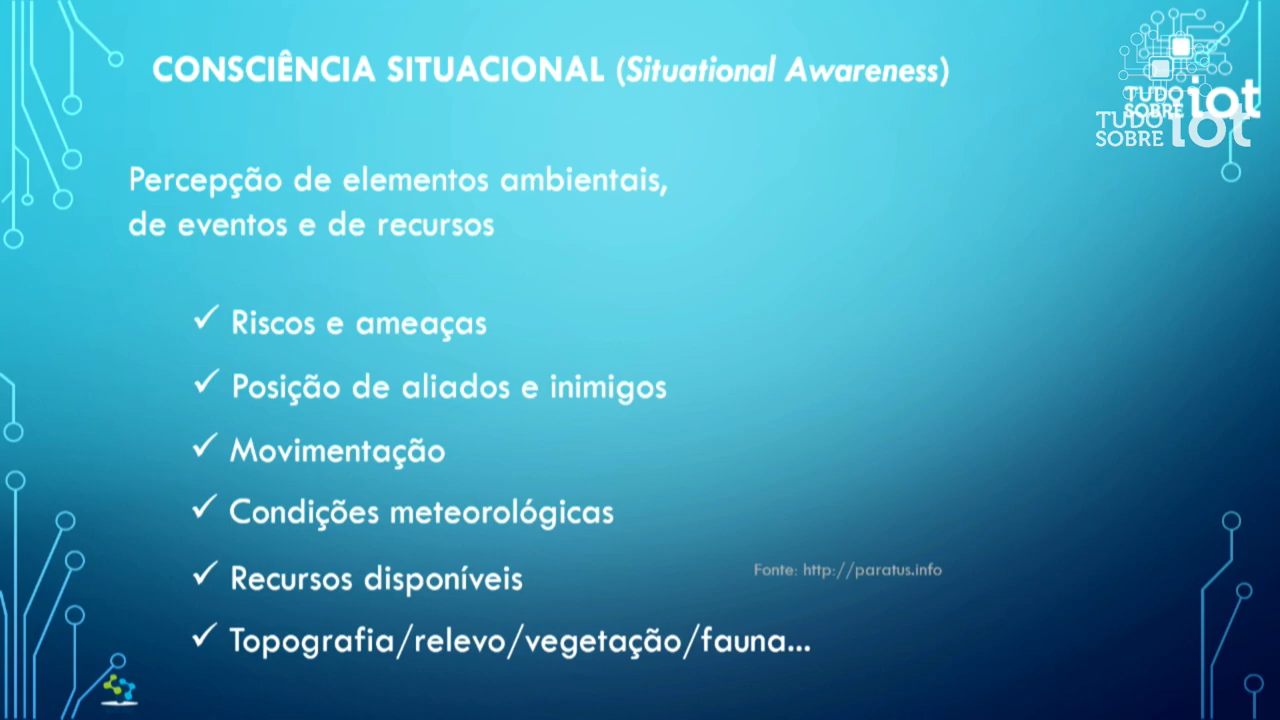 CONSCIÊNCIA SITUACIONAL (Situational Awareness)
TUDO
SOBRE iot
TUDO
SOBRE iot
Percepção de elementos ambientais,
de eventos e de recursos
✓ Riscos e ameaças
✓ Posição de aliados e inimigos
✓ Movimentação
✓ Condições meteorológicas
✓ Recursos disponíveis
Fonte: http://paratus.info
✓ Topografia/relevo/vegetação/fauna...